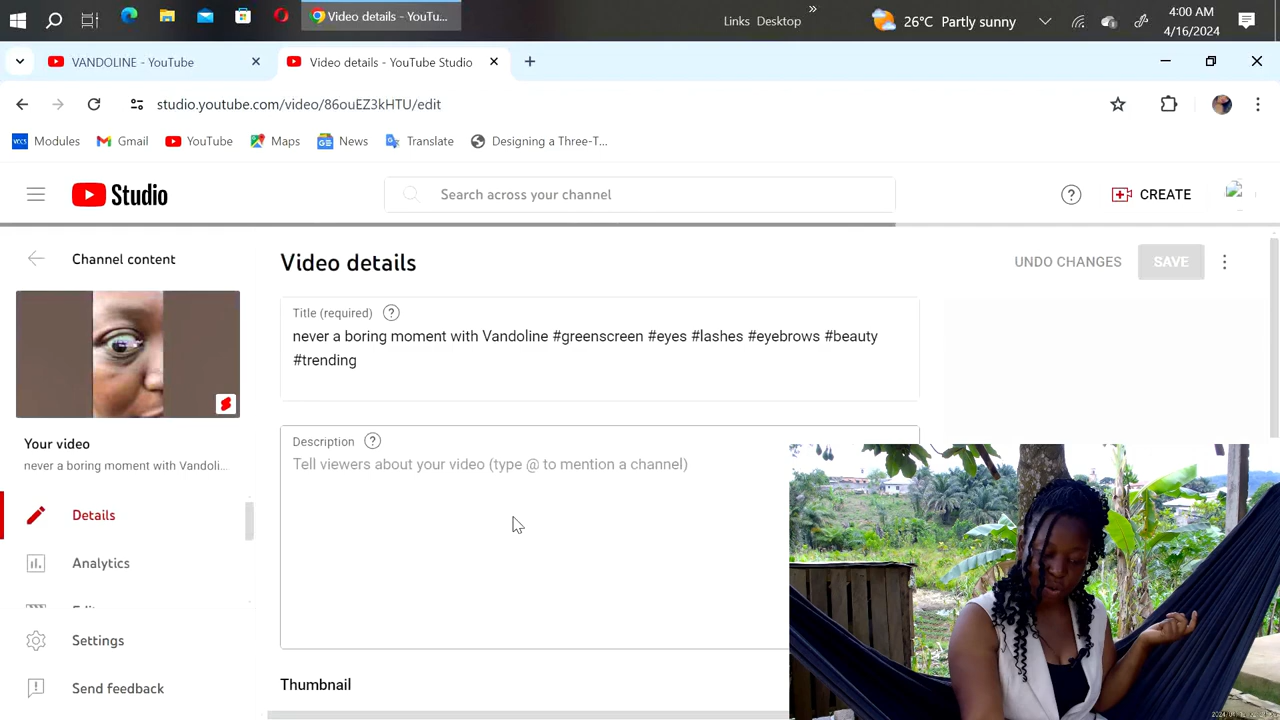 Video details - YouTu...
Links Desktop
»
26°C Partly sunny
4:00 AM
4/16/2024
VANDOLINE - YouTube
Video details - YouTube Studio
studio.youtube.com/video/86ouEZ3kHTU/edit
VCCS Modules
Gmail
YouTube
Maps
News
Translate
Designing a Three-T...
Studio
Search across your channel
CREATE
Channel content
Video details
UNDO CHANGES
SAVE
Title (required)
never a boring moment with Vandoline #greenscreen #eyes #lashes #eyebrows #beauty
#trending
Your video
never a boring moment with Vandoli...
Description
Tell viewers about your video (type @ to mention a channel)
Details
Analytics
Settings
Send feedback
Thumbnail